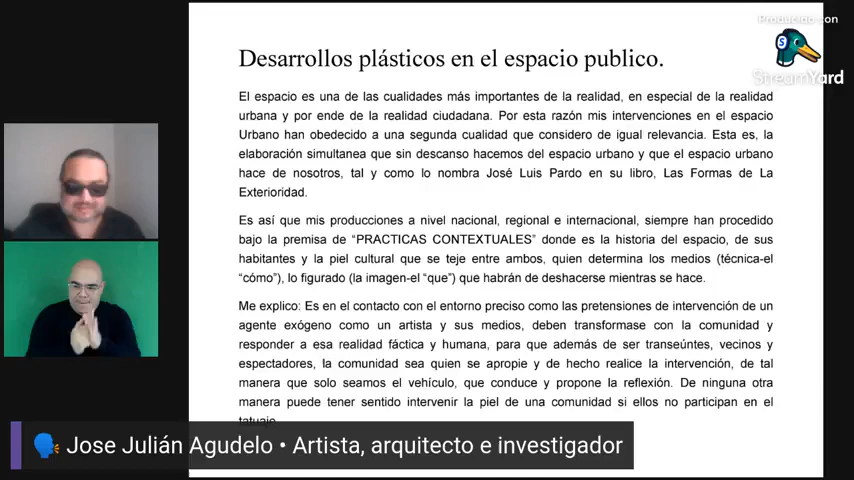 Producido con
StreamYard
Desarrollos plásticos en el espacio publico.
El espacio es una de las cualidades más importantes de la realidad, en especial de la realidad
urbana y por ende de la realidad ciudadana. Por esta razón mis intervenciones en el espacio
Urbano han obedecido a una segunda cualidad que considero de igual relevancia. Esta es, la
elaboración simultanea que sin descanso hacemos del espacio urbano y que el espacio urbano
hace de nosotros, tal y como lo nombra José Luis Pardo en su libro, Las Formas de La
Exterioridad.
Es así que mis producciones a nivel nacional, regional e internacional, siempre han procedido
bajo la premisa de “PRACTICAS CONTEXTUALES” donde es la historia del espacio, de sus
habitantes y la piel cultural que se teje entre ambos, quien determina los medios (técnica-el
“cómo”), lo figurado (la imagen-el “que”) que habrán de deshacerse mientras se hace.
Me explico: Es en el contacto con el entorno preciso como las pretensiones de intervención de un
agente exógeno como un artista y sus medios, deben transformase con la comunidad y
responder a esa realidad fáctica y humana, para que además de ser transeúntes, vecinos y
espectadores, la comunidad sea quien se apropie y de hecho realice la intervención, de tal
manera que solo seamos el vehículo, que conduce y propone la reflexión. De ninguna otra
manera puede tener sentido intervenir la piel de una comunidad si ellos no participan en el
tatuaje.
Jose Julián Agudelo • Artista, arquitecto e investigador